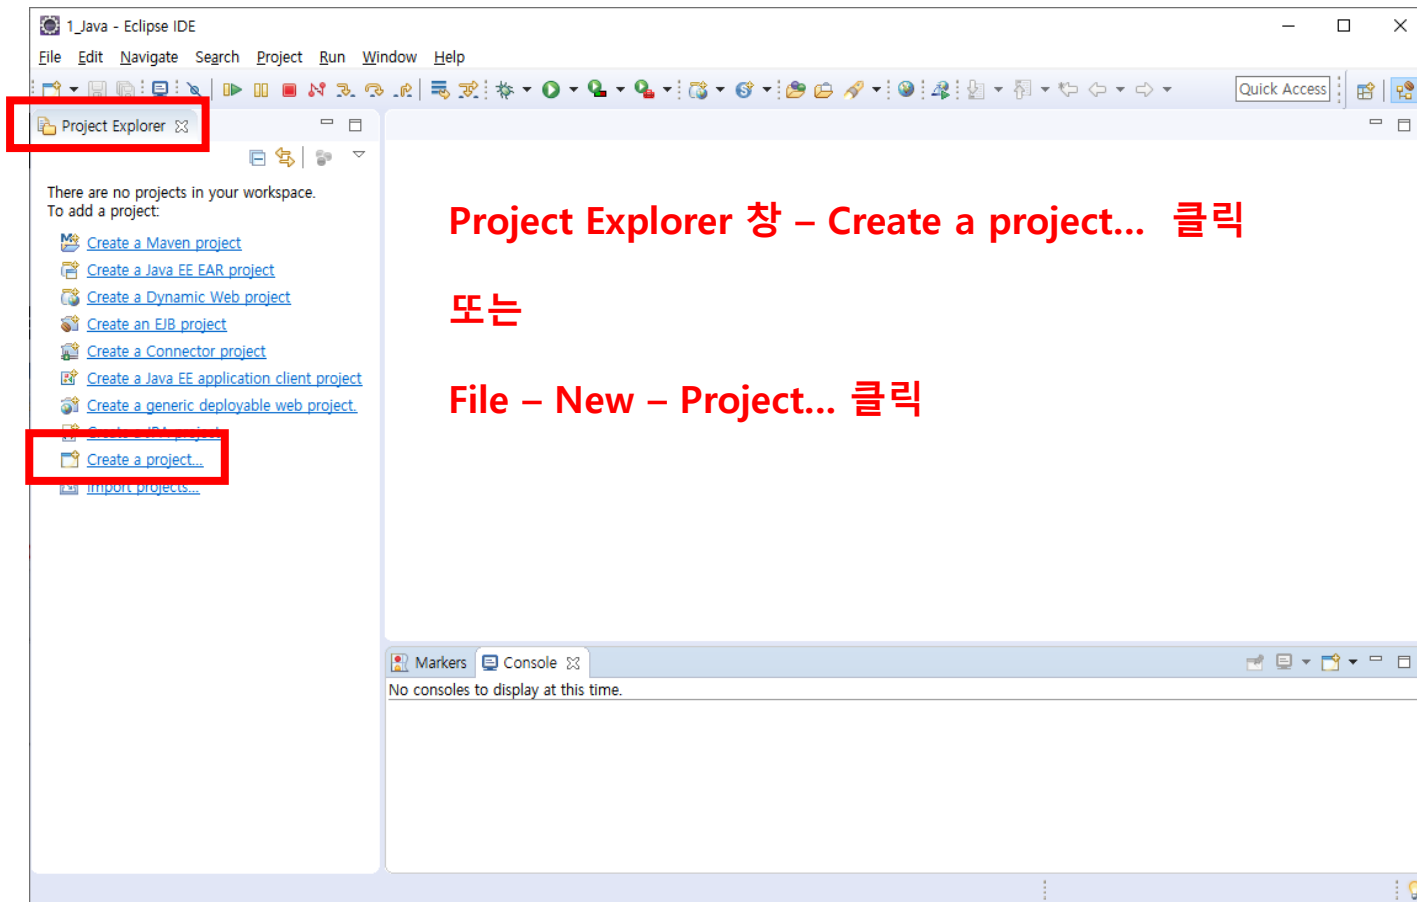 1_Java - Eclipse IDE
File Edit Navigate Search Project Run Window Help
Quick Access
Project Explorer
There are no projects in your workspace.
To add a project:
Create a Maven project
Create a Java EE EAR project
Create a Dynamic Web project
Create an EJB project
Create a Connector project
Create a Java EE application client project
Create a generic deployable web project.
Create a JPA project
Create a project...
Import projects...
Project Explorer 창 – Create a project... 클릭
또는
File – New – Project... 클릭
Markers Console
No consoles to display at this time.